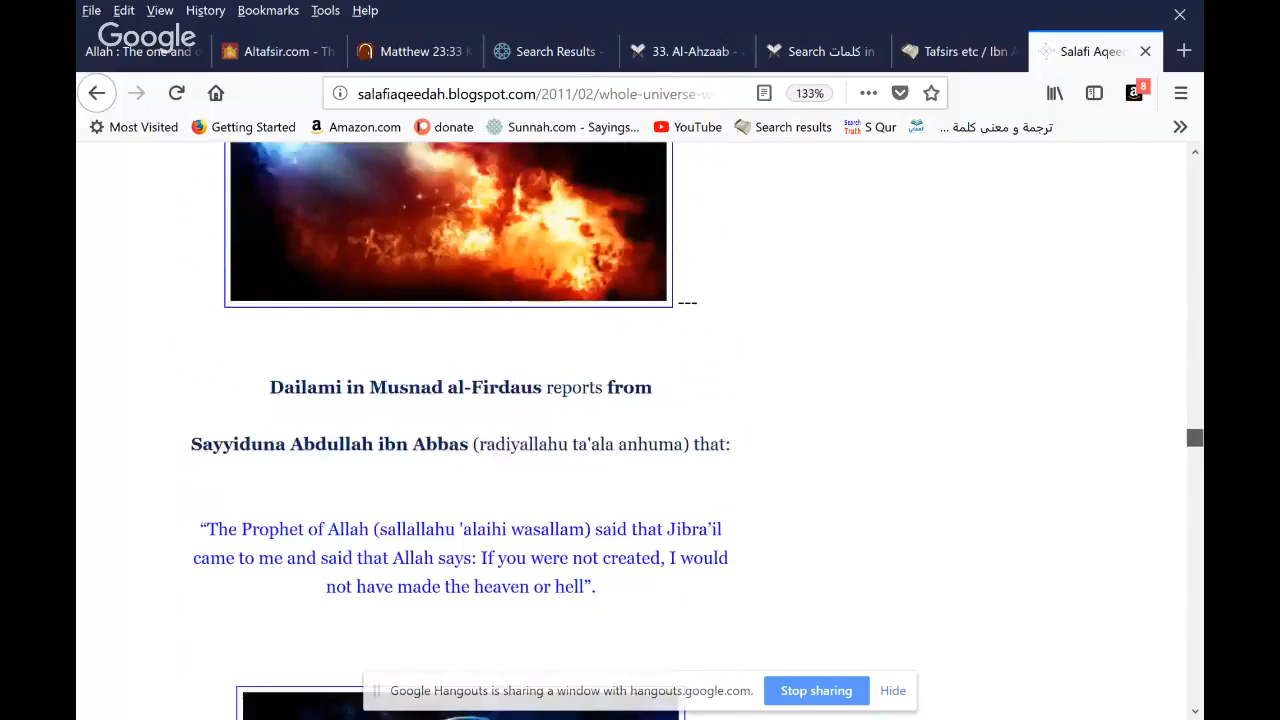 File Edit View History Bookmarks Tools Help
Google
Allah : The one and o
Altafsir.com - Th
Matthew 23:33 K
Search Results -
33. Al-Ahzaab -
Search كلمات in
Tafsirs etc / Ibn A
Salafi Aqeed
salafiaqeedah.blogspot.com/2011/02/whole-universe-w
133%
8
Most Visited Getting Started Amazon.com donate Sunnah.com - Sayings... YouTube Search results S Qur ترجمة و معنى كلمة ...
---
Dailami in Musnad al-Firdaus reports from
Sayyiduna Abdullah ibn Abbas (radiyallahu ta'ala anhuma) that:
“The Prophet of Allah (sallallahu 'alaihi wasallam) said that Jibra’il
came to me and said that Allah says: If you were not created, I would
not have made the heaven or hell”.
Google Hangouts is sharing a window with hangouts.google.com. Stop sharing Hide